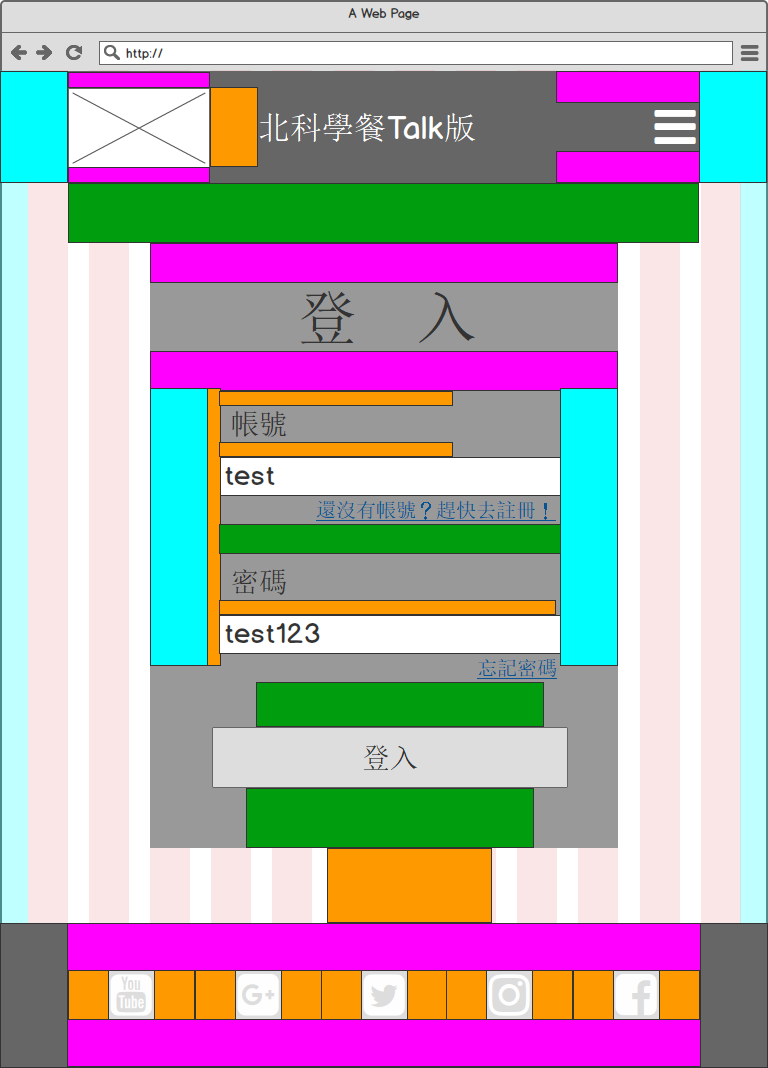 A Web Page
http://
北科學餐Talk版
登 入
帳號
test
還沒有帳號？趕快去註冊！
密碼
test123
忘記密碼
登入
You
Tube
G+